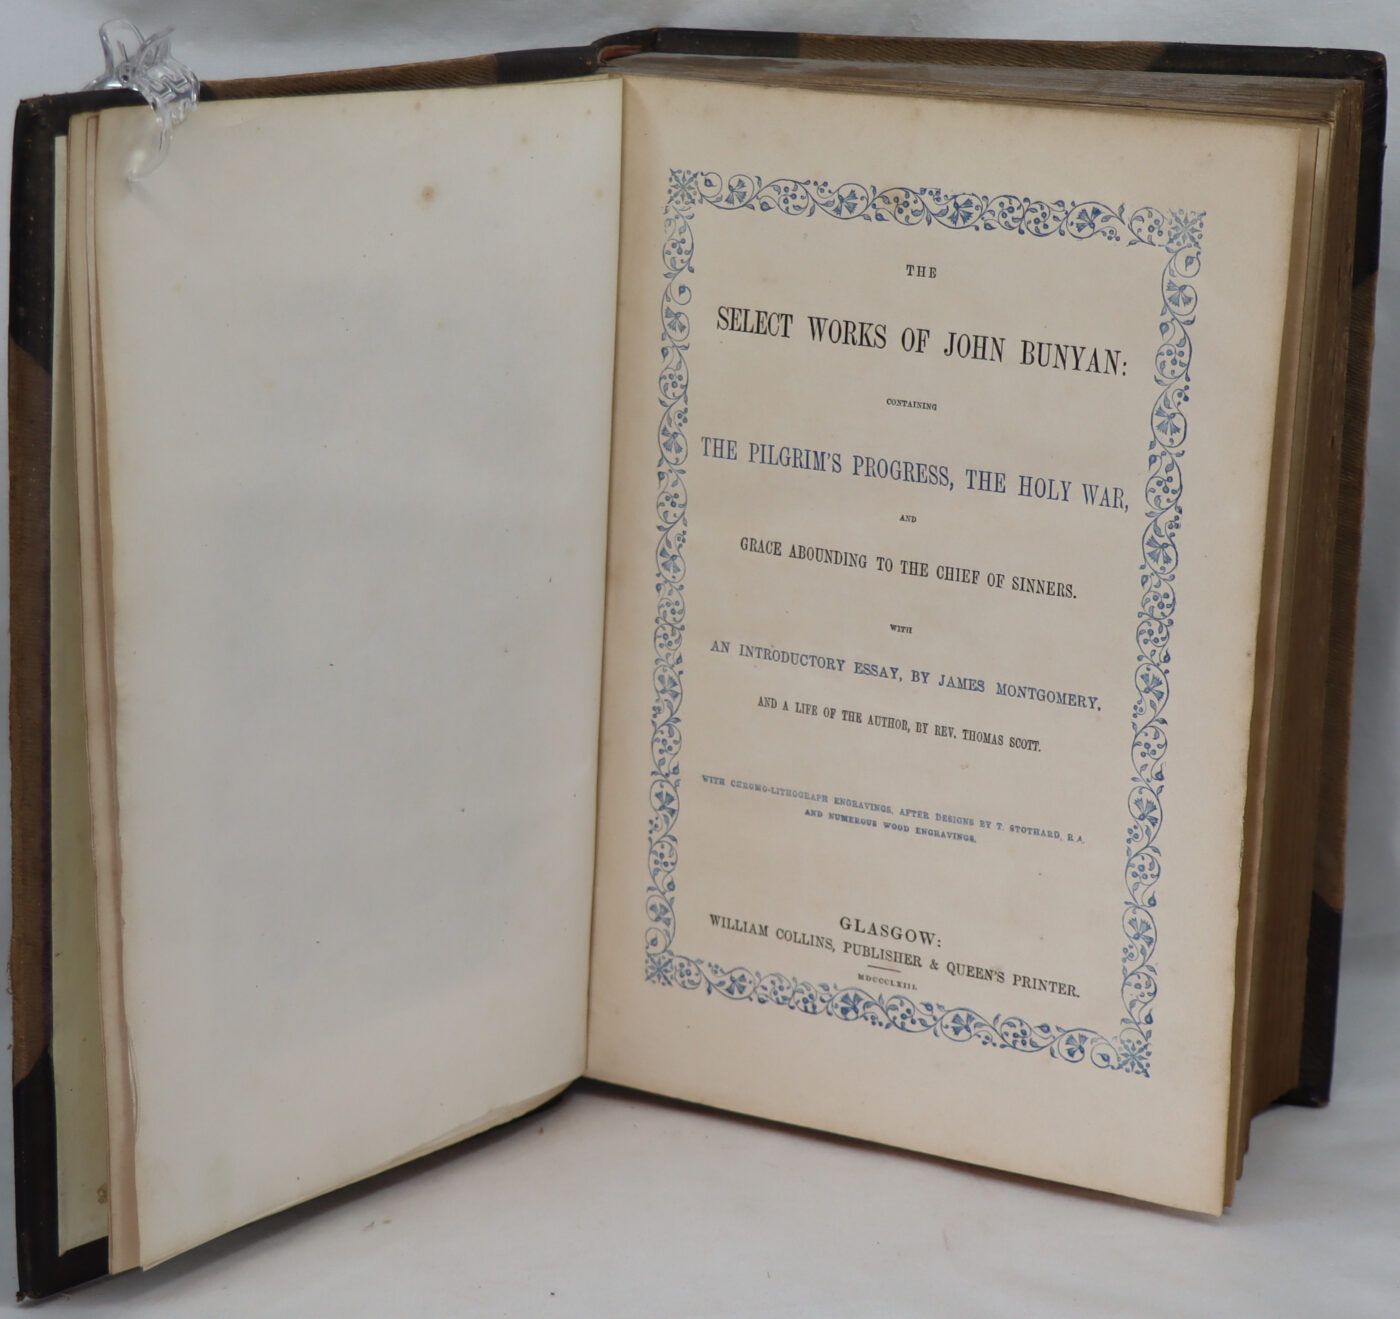 THE
SELECT WORKS OF JOHN BUNYAN:
CONTAINING
THE PILGRIM'S PROGRESS, THE HOLY WAR,
AND
GRACE ABOUNDING TO THE CHIEF OF SINNERS.
WITH
AN INTRODUCTORY ESSAY, BY JAMES MONTGOMERY,
AND A LIFE OF THE AUTHOR, BY REV. THOMAS SCOTT.
WITH CHROMO-LITHOGRAPH ENGRAVINGS, AFTER DESIGNS BY T. STOTHARD, R.A.
AND NUMEROUS WOOD ENGRAVINGS.
GLASGOW:
WILLIAM COLLINS, PUBLISHER & QUEEN'S PRINTER.
MDCCCLXIII.